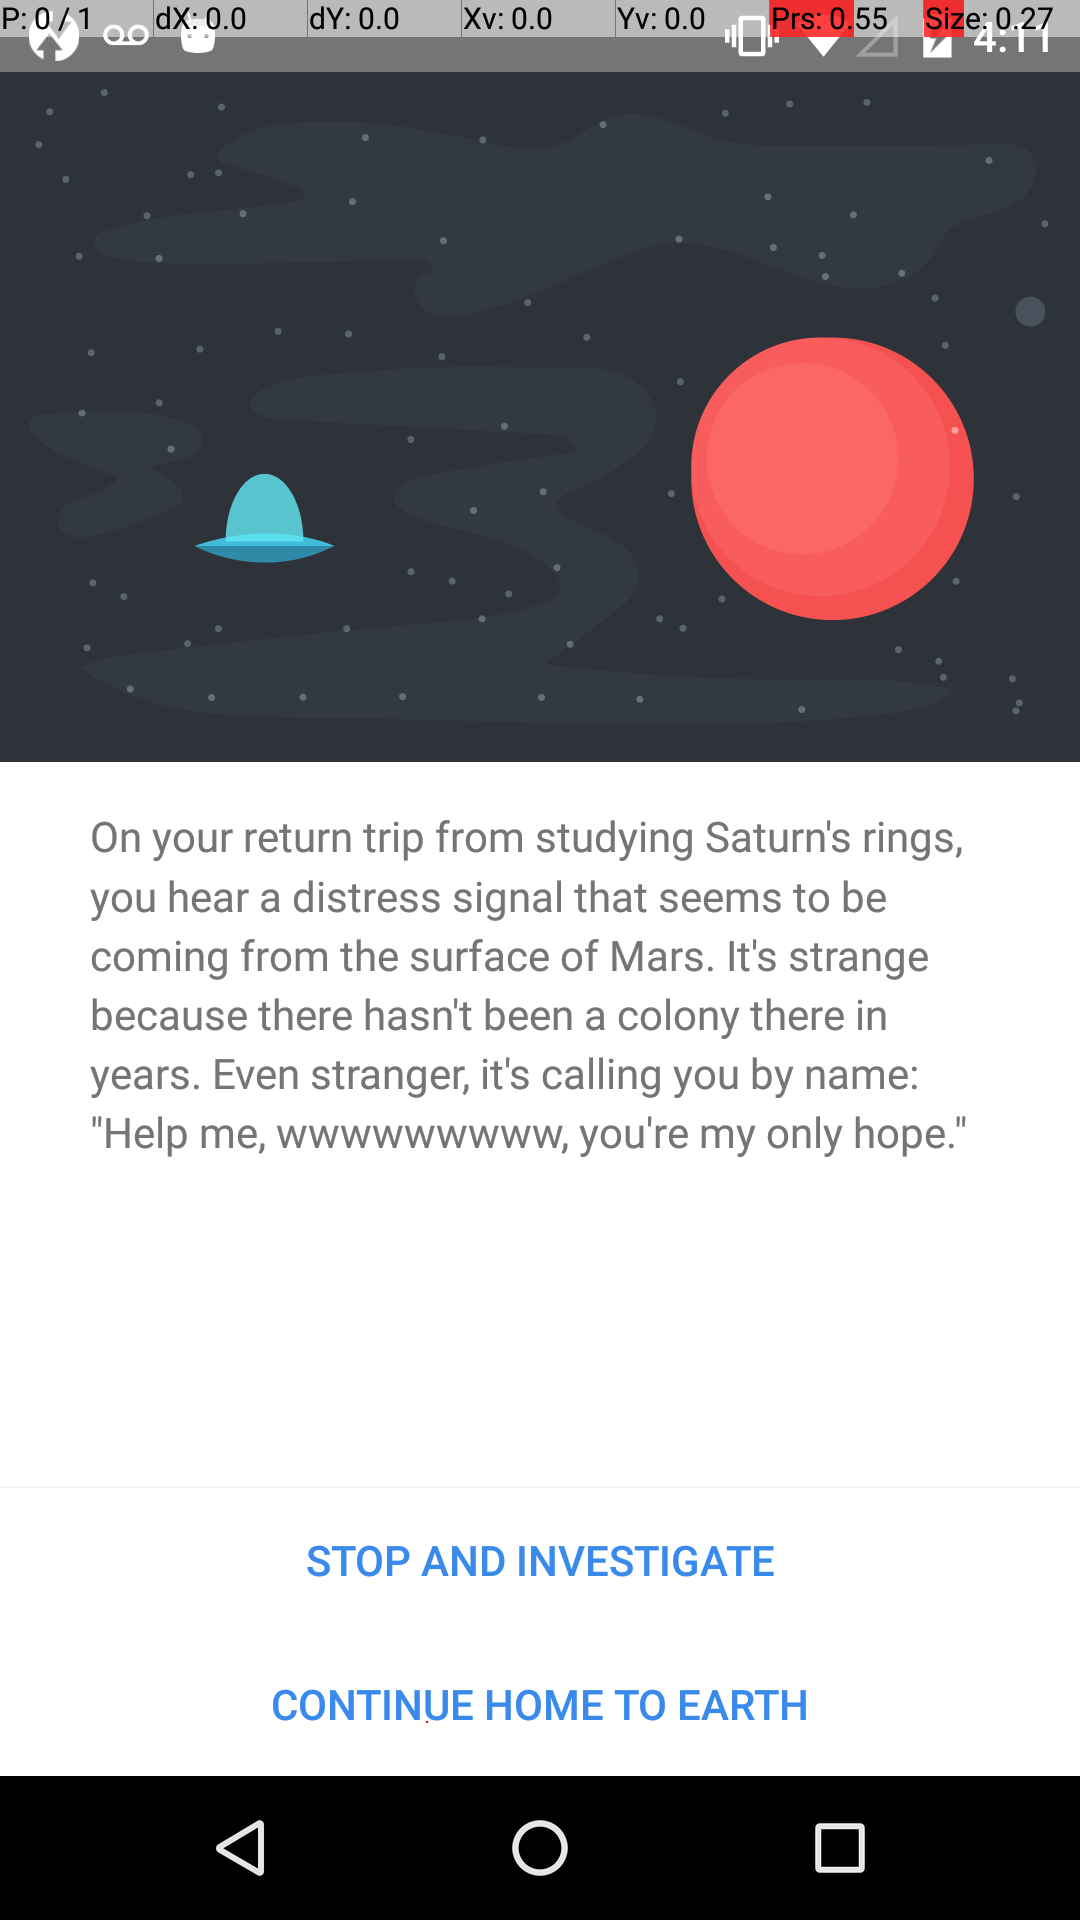 P: 0 / 1 dX: 0.0 dY: 0.0 Xv: 0.0 Yv: 0.0 Prs: 0.55 Size: 0.27
4:11
On your return trip from studying Saturn's rings,
you hear a distress signal that seems to be
coming from the surface of Mars. It's strange
because there hasn't been a colony there in
years. Even stranger, it's calling you by name:
"Help me, wwwwwwwww, you're my only hope."
STOP AND INVESTIGATE
CONTINUE HOME TO EARTH